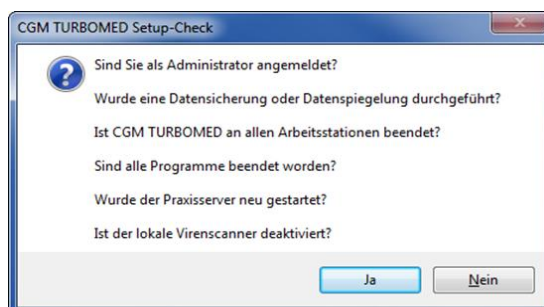 CGM TURBOMED Setup-Check
Sind Sie als Administrator angemeldet?
Wurde eine Datensicherung oder Datenspiegelung durchgeführt?
Ist CGM TURBOMED an allen Arbeitsstationen beendet?
Sind alle Programme beendet worden?
Wurde der Praxisserver neu gestartet?
Ist der lokale Virenscanner deaktiviert?
Ja
Nein